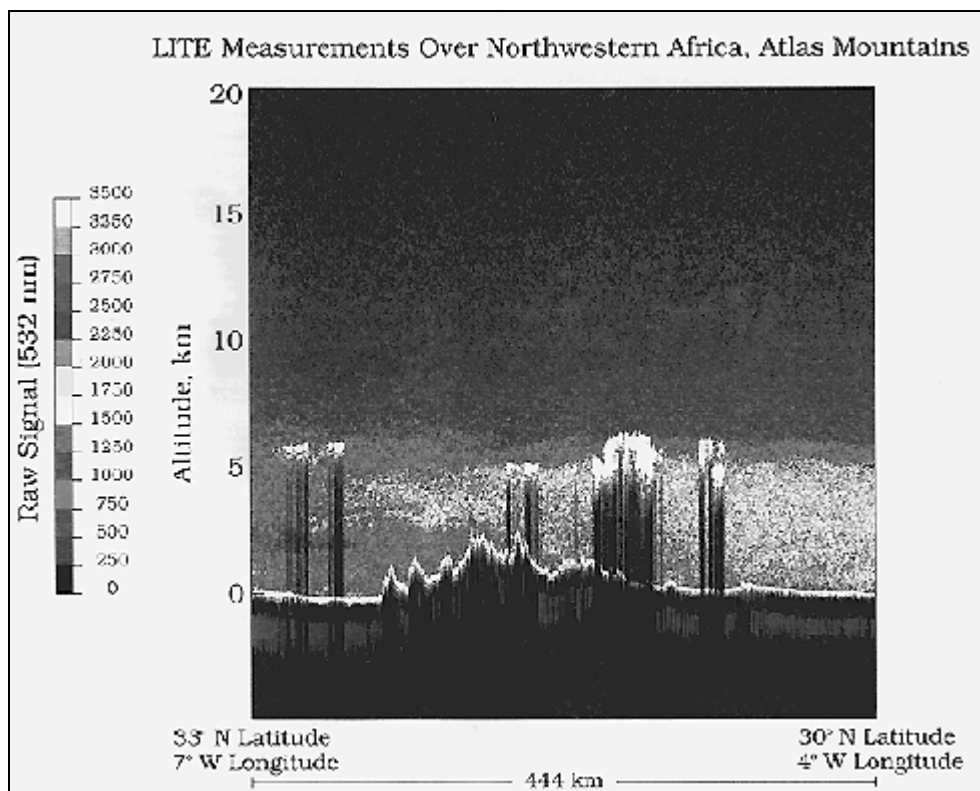 LITE Measurements Over Northwestern Africa, Atlas Mountains
20
15
10
5
0
Altitude, km
3500
3250
3000
2750
2500
2250
2000
1750
1500
1250
1000
750
500
250
0
Raw Signal (532 nm)
33° N Latitude
7° W Longitude
30° N Latitude
4° W Longitude
444 km